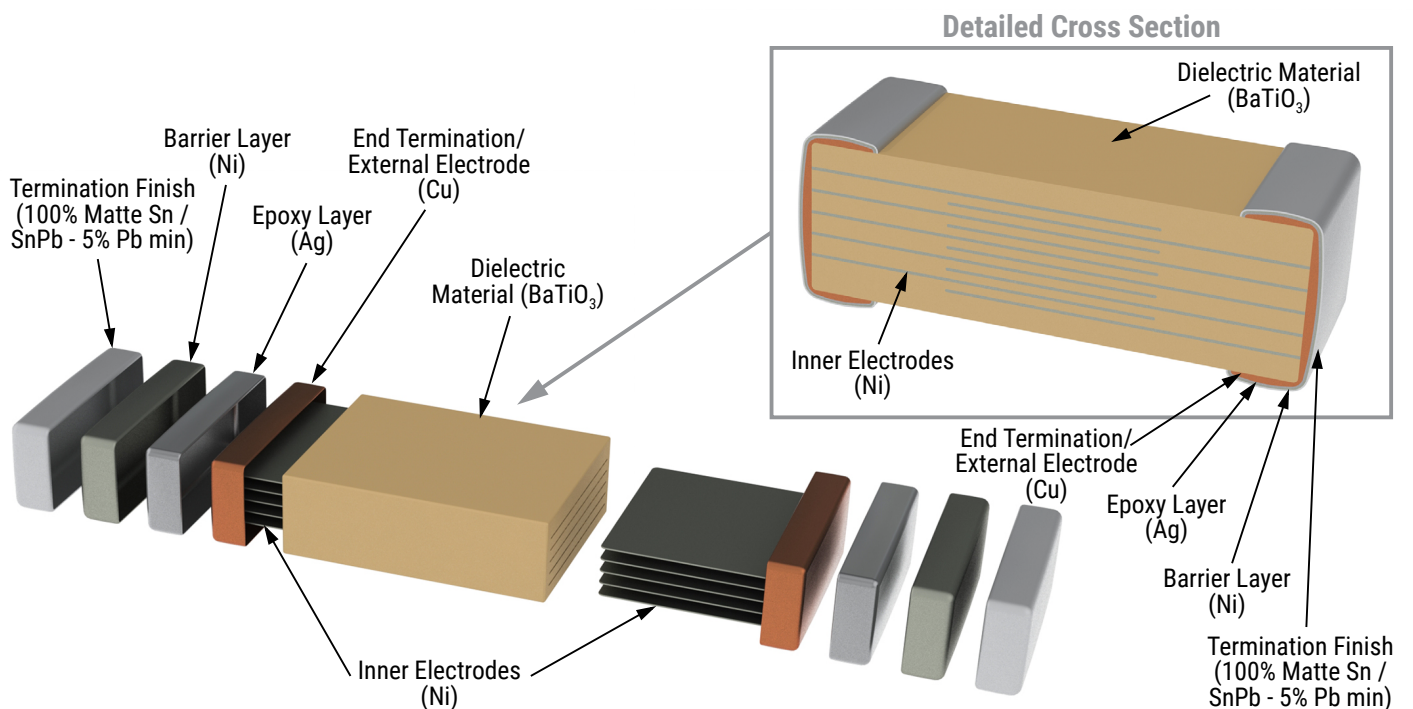 Detailed Cross Section
Dielectric Material
(BaTiO₃)
Inner Electrodes
(Ni)
End Termination/
External Electrode
(Cu)
Epoxy Layer
(Ag)
Barrier Layer
(Ni)
Termination Finish
(100% Matte Sn /
SnPb - 5% Pb min)
Termination Finish
(100% Matte Sn /
SnPb - 5% Pb min)
Barrier Layer
(Ni)
Epoxy Layer
(Ag)
End Termination/
External Electrode
(Cu)
Dielectric
Material (BaTiO₃)
Inner Electrodes
(Ni)